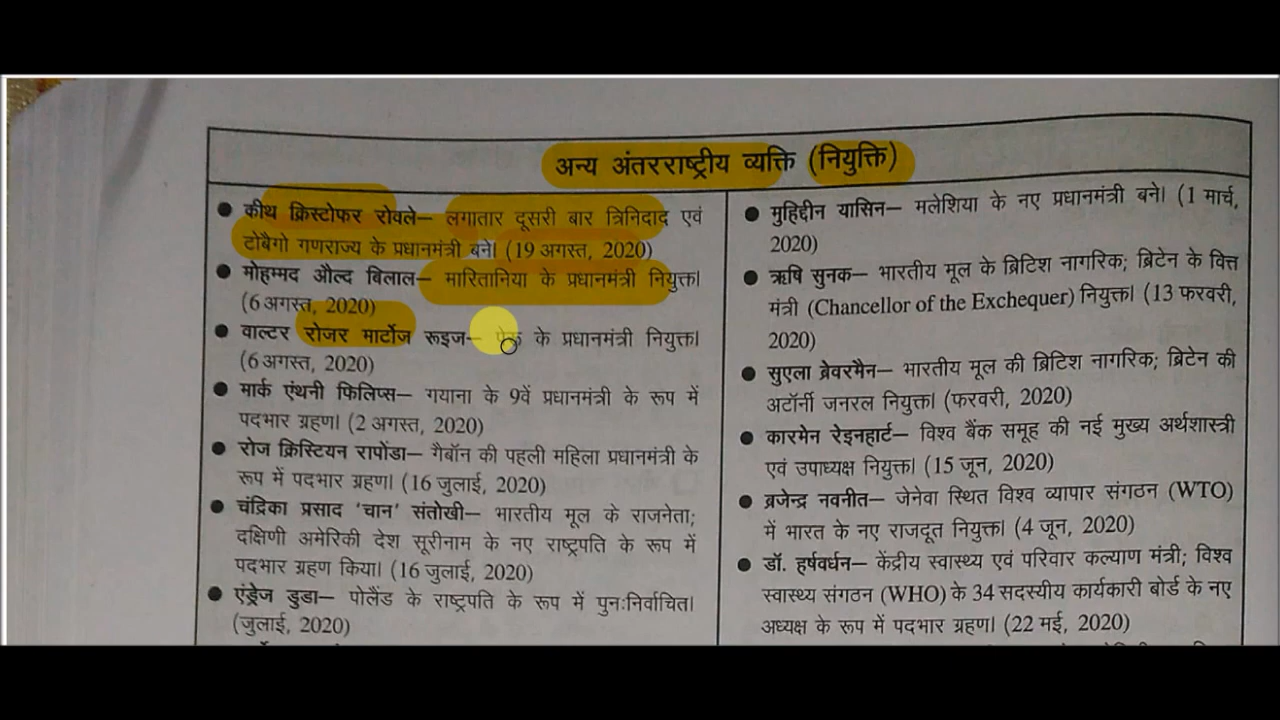 अन्य अंतरराष्ट्रीय व्यक्ति (नियुक्ति)
● कीथ क्रिस्टोफर रोवले– लगातार दूसरी बार त्रिनिदाद एवं
टोबैगो गणराज्य के प्रधानमंत्री बने। (19 अगस्त, 2020)
● मोहम्मद औल्द बिलाल– मारितानिया के प्रधानमंत्री नियुक्त।
(6 अगस्त, 2020)
● वाल्टर रोजर मार्टोज रूइज– पेरू के प्रधानमंत्री नियुक्त।
(6 अगस्त, 2020)
● मार्क एंथनी फिलिप्स– गयाना के 9वें प्रधानमंत्री के रूप में
पदभार ग्रहण। (2 अगस्त, 2020)
● रोज क्रिस्टियन रापोंडा– गैबॉन की पहली महिला प्रधानमंत्री के
रूप में पदभार ग्रहण। (16 जुलाई, 2020)
● चंद्रिका प्रसाद ‘चान’ संतोखी– भारतीय मूल के राजनेता;
दक्षिणी अमेरिकी देश सूरीनाम के नए राष्ट्रपति के रूप में
पदभार ग्रहण किया। (16 जुलाई, 2020)
● एंड्रेज डुडा– पोलैंड के राष्ट्रपति के रूप में पुनःनिर्वाचित।
(जुलाई, 2020)
● मुहिद्दीन यासिन– मलेशिया के नए प्रधानमंत्री बने। (1 मार्च,
2020)
● ऋषि सुनक– भारतीय मूल के ब्रिटिश नागरिक; ब्रिटेन के वित्त
मंत्री (Chancellor of the Exchequer) नियुक्त। (13 फरवरी,
2020)
● सुएला ब्रेवरमैन– भारतीय मूल की ब्रिटिश नागरिक; ब्रिटेन की
अटॉर्नी जनरल नियुक्त। (फरवरी, 2020)
● कारमेन रेइनहार्ट– विश्व बैंक समूह की नई मुख्य अर्थशास्त्री
एवं उपाध्यक्ष नियुक्त। (15 जून, 2020)
● ब्रजेन्द्र नवनीत– जेनेवा स्थित विश्व व्यापार संगठन (WTO)
में भारत के नए राजदूत नियुक्त। (4 जून, 2020)
● डॉ. हर्षवर्धन– केंद्रीय स्वास्थ्य एवं परिवार कल्याण मंत्री; विश्व
स्वास्थ्य संगठन (WHO) के 34 सदस्यीय कार्यकारी बोर्ड के नए
अध्यक्ष के रूप में पदभार ग्रहण। (22 मई, 2020)